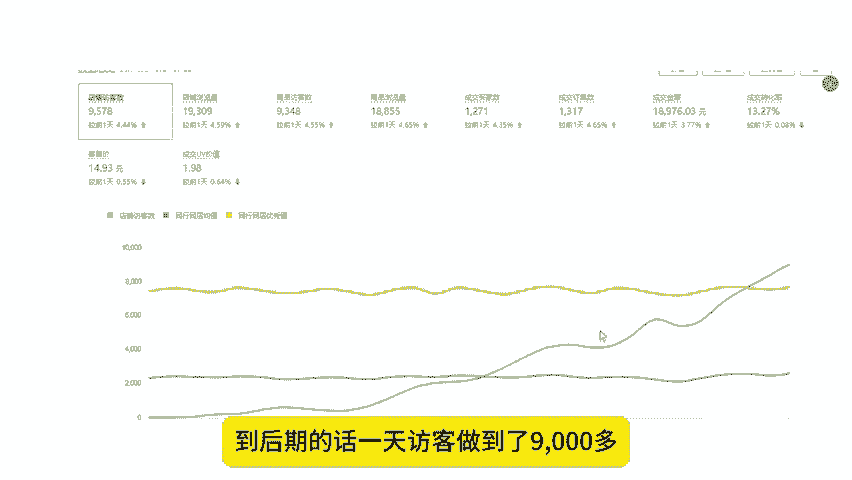 店铺访客数 店铺浏览量 商品访客数 商品浏览量 成交客户数 成交订单数 成交金额 成交转化率
9,578 19,309 9,348 18,855 1,271 1,317 18,976.03 元 13.27%
较前1天 4.44% 较前1天 4.59% 较前1天 4.55% 较前1天 4.65% 较前1天 4.35% 较前1天 4.66% 较前1天 3.77% 较前1天 0.08%
客单价 成交UV价值
14.93 元 1.98
较前1天 0.55% 较前1天 0.64%
店铺访客数 同行同层均值 同行同层优秀值
10,000
8,000
6,000
4,000
2,000
0
到后期的话一天访客做到了9,000多